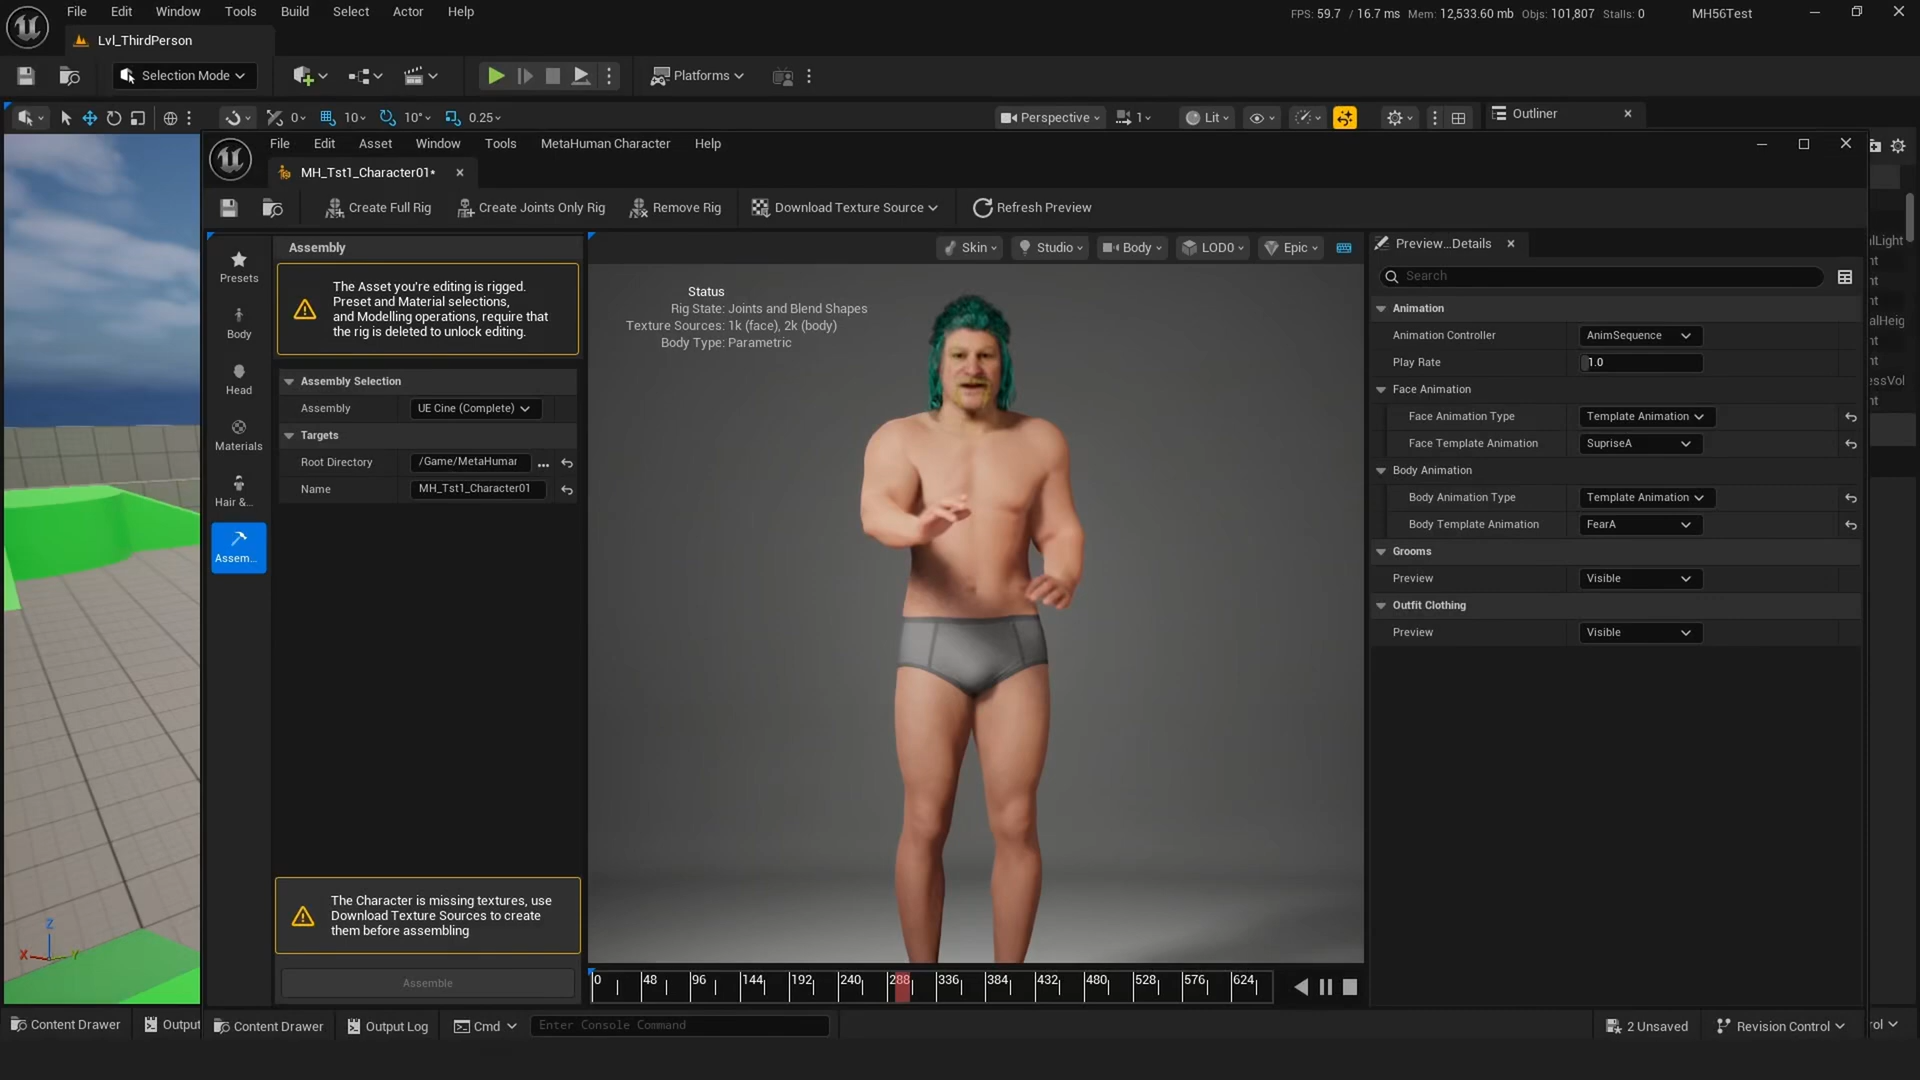 File Edit Window Tools Build Select Actor Help
FPS: 59.7 / 16.7 ms Mem: 12,533.60 mb Objs: 101,807 Stalls: 0 MH56Test
Lvl_ThirdPerson
Selection Mode
Platforms
0 10 10° 0.25
Perspective 1 Lit
Outliner
File Edit Asset Window Tools MetaHuman Character Help
MH_Tst1_Character01*
Create Full Rig Create Joints Only Rig Remove Rig Download Texture Source Refresh Preview
Presets
Body
Head
Materials
Hair &...
Assem...
Assembly
The Asset you're editing is rigged.
Preset and Material selections,
and Modelling operations, require that
the rig is deleted to unlock editing.
Assembly Selection
Assembly UE Cine (Complete)
Targets
Root Directory /Game/MetaHumar ...
Name MH_Tst1_Character01
The Character is missing textures, use
Download Texture Sources to create
them before assembling
Assemble
Skin Studio Body LOD0 Epic
Status
Rig State: Joints and Blend Shapes
Texture Sources: 1k (face), 2k (body)
Body Type: Parametric
0 48 96 144 192 240 288 336 384 432 480 528 576 624
Preview...Details
Search
Animation
Animation Controller AnimSequence
Play Rate 1.0
Face Animation
Face Animation Type Template Animation
Face Template Animation SupriseA
Body Animation
Body Animation Type Template Animation
Body Template Animation FearA
Grooms
Preview Visible
Outfit Clothing
Preview Visible
alLight
nt
nt
alHeig
nt
essVol
nt
Z
X Y
Content Drawer Output
Content Drawer Output Log Cmd Enter Console Command
2 Unsaved Revision Control
rol